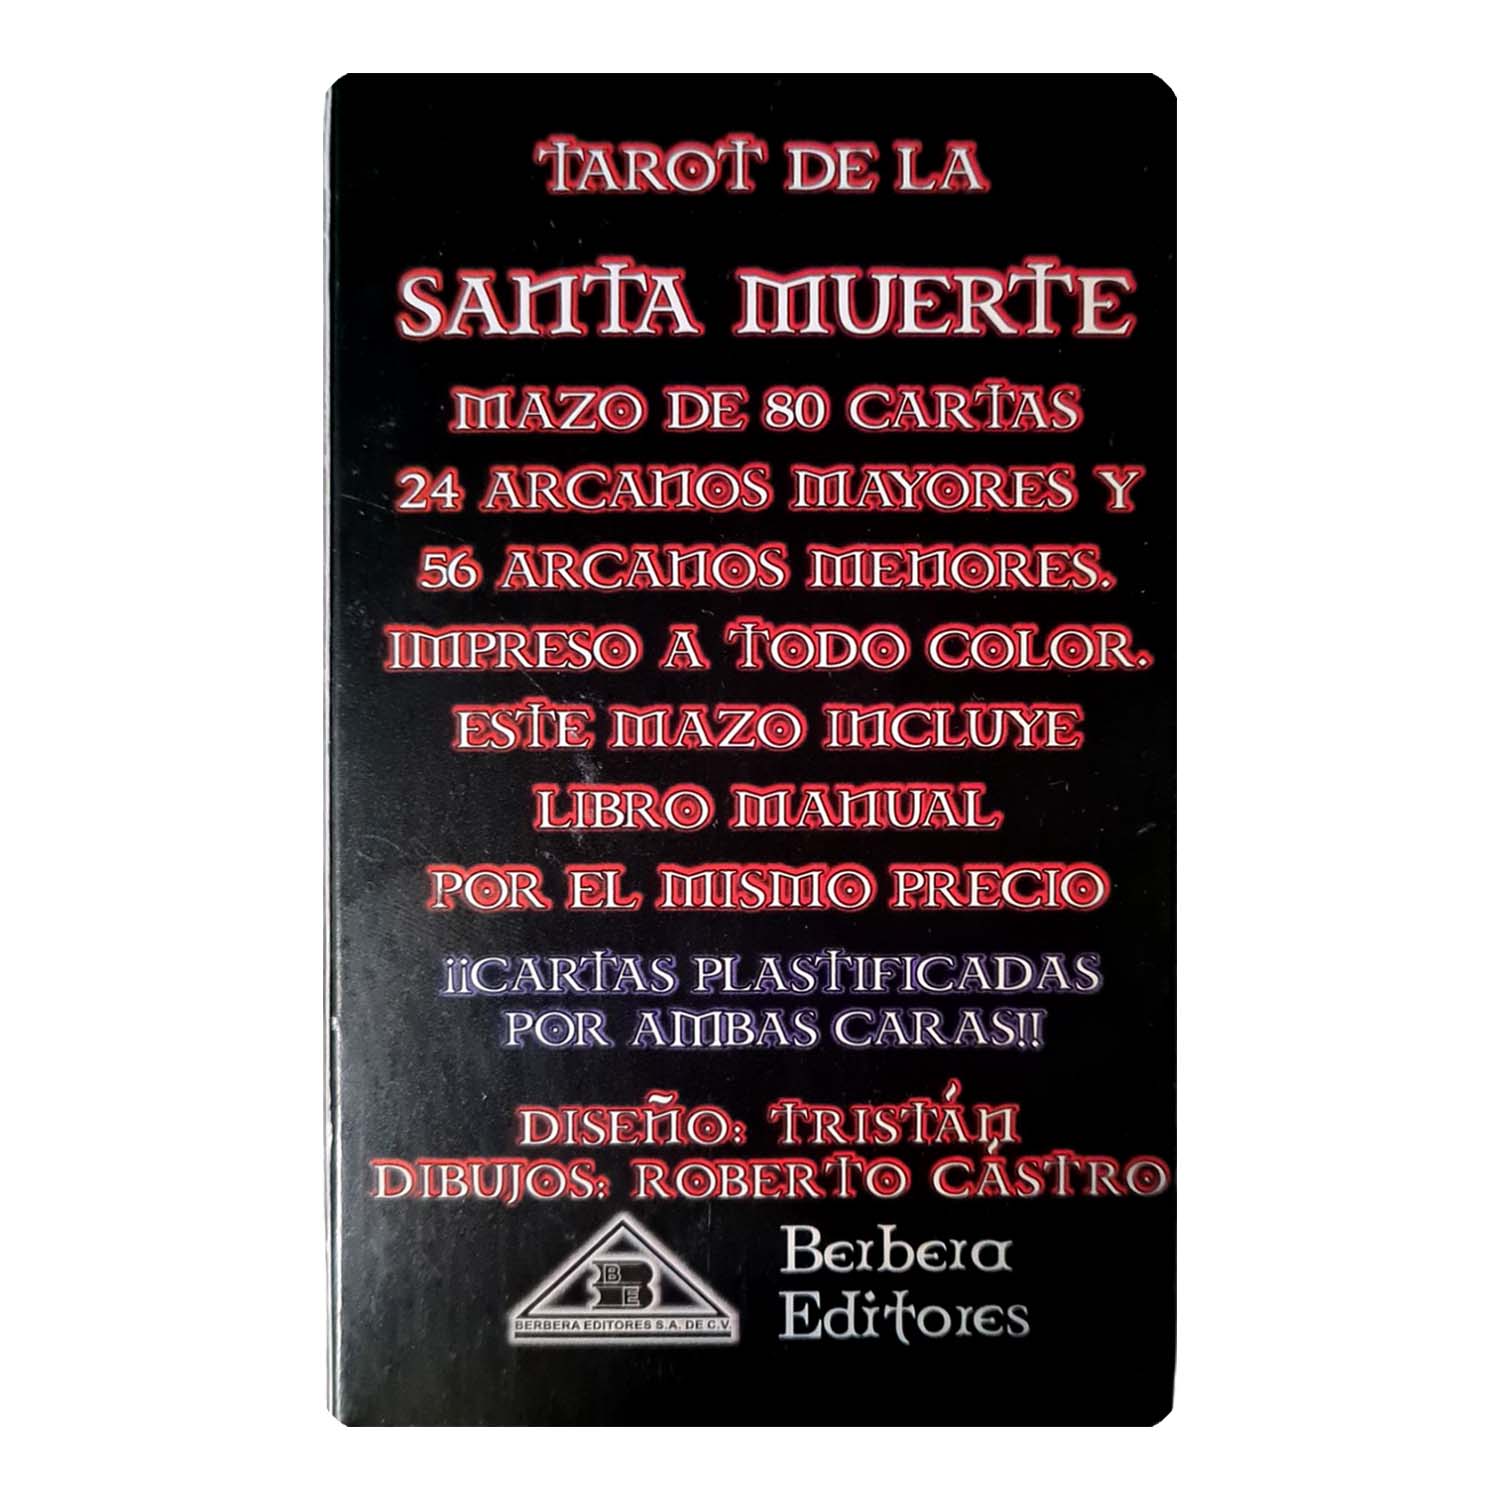 TAROT DE LA
SANTA MUERTE
MAZO DE 80 CARTAS
24 ARCANOS MAYORES Y
56 ARCANOS MENORES.
IMPRESO A TODO COLOR.
ESTE MAZO INCLUYE
LIBRO MANUAL
POR EL MISMO PRECIO
¡¡CARTAS PLASTIFICADAS
POR AMBAS CARAS!!
DISEÑO: TRISTÁN
DIBUJOS: ROBERTO CÁSTRO
B
E
BERBERA EDITORES S.A. DE C.V.
Berbera
Editores